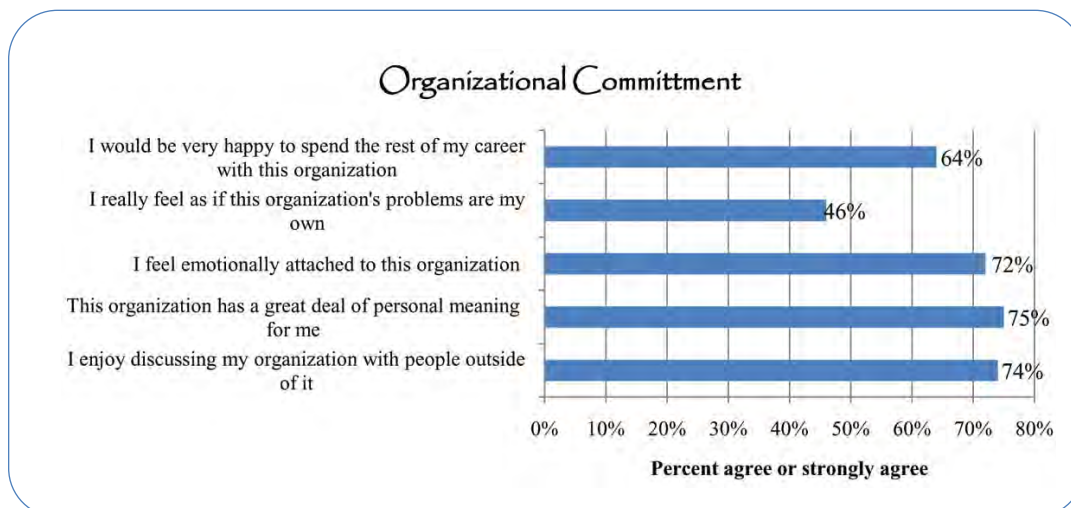 Organizational Committment
I would be very happy to spend the rest of my career
with this organization
64%
I really feel as if this organization's problems are my
own
46%
I feel emotionally attached to this organization
72%
This organization has a great deal of personal meaning
for me
75%
I enjoy discussing my organization with people outside
of it
74%
0% 10% 20% 30% 40% 50% 60% 70% 80%
Percent agree or strongly agree